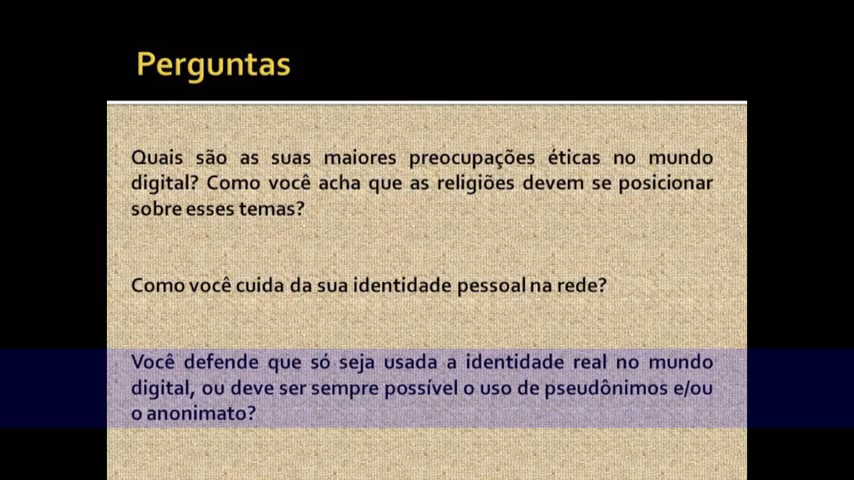 Perguntas
Quais são as suas maiores preocupações éticas no mundo
digital? Como você acha que as religiões devem se posicionar
sobre esses temas?
Como você cuida da sua identidade pessoal na rede?
Você defende que só seja usada a identidade real no mundo
digital, ou deve ser sempre possível o uso de pseudônimos e/ou
o anonimato?